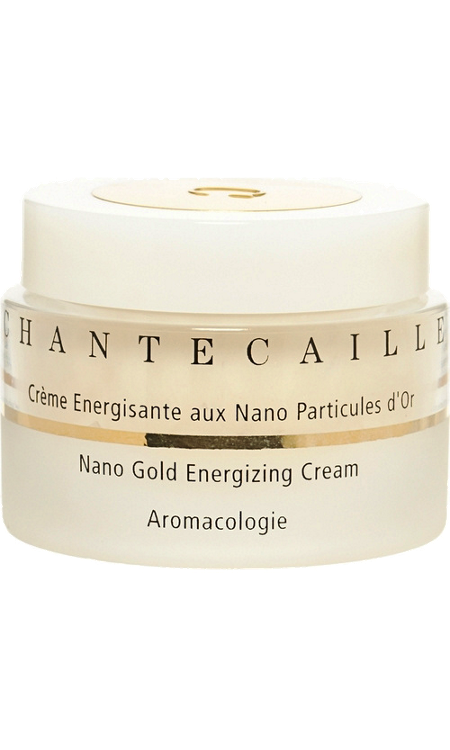 CHANTECAILLE
Crème Energisante aux Nano Particules d'Or
Nano Gold Energizing Cream
Aromacologie